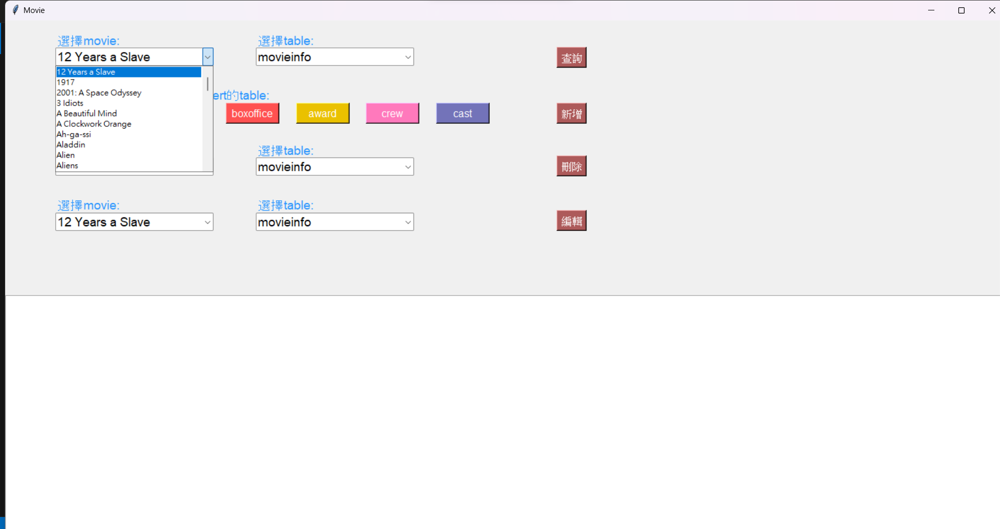 Movie
選擇movie:
選擇table:
12 Years a Slave
movieinfo
查詢
12 Years a Slave
1917
2001: A Space Odyssey
3 Idiots
A Beautiful Mind
A Clockwork Orange
Ah-ga-ssi
Aladdin
Alien
Aliens
ert的table:
boxoffice
award
crew
cast
新增
選擇table:
movieinfo
刪除
選擇movie:
選擇table:
12 Years a Slave
movieinfo
編輯